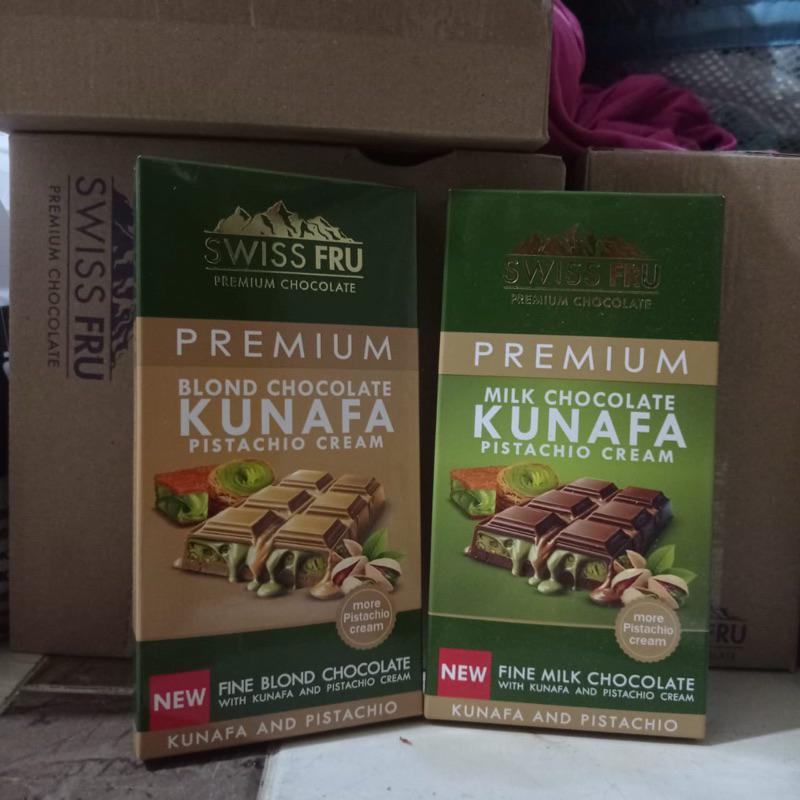 SWISS FRU
PREMIUM CHOCOLATE
SWISS FRU
PREMIUM CHOCOLATE
PREMIUM
BLOND CHOCOLATE
KUNAFA
PISTACHIO CREAM
more
Pistachio
cream
NEW
FINE BLOND CHOCOLATE
WITH KUNAFA AND PISTACHIO CREAM
KUNAFA AND PISTACHIO
SWISS FRU
PREMIUM CHOCOLATE
PREMIUM
MILK CHOCOLATE
KUNAFA
PISTACHIO CREAM
more
Pistachio
cream
NEW
FINE MILK CHOCOLATE
WITH KUNAFA AND PISTACHIO CREAM
KUNAFA AND PISTACHIO
FRU